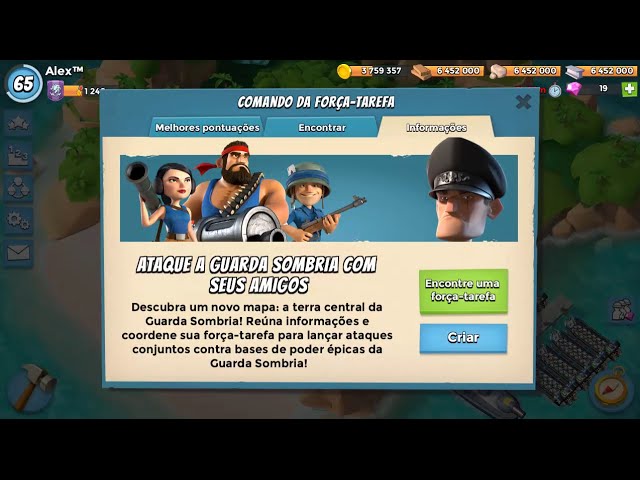 65
Alex™
3 759 357
6 452 000
6 452 000
6 452 000
19
COMANDO DA FORÇA-TAREFA
Melhores pontuações
Encontrar
Informações
ATAQUE A GUARDA SOMBRIA COM
SEUS AMIGOS
Descubra um novo mapa: a terra central da
Guarda Sombria! Reúna informações e
coordene sua força-tarefa para lançar ataques
conjuntos contra bases de poder épicas da
Guarda Sombria!
Encontre uma
força-tarefa
Criar